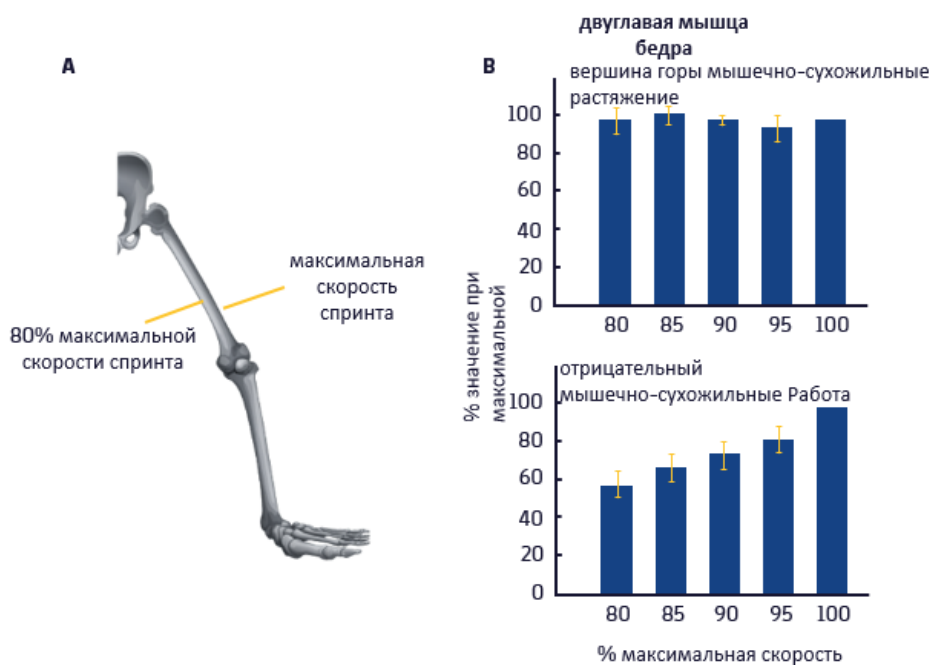 A
максимальная
скорость
спринта
80% максимальной
скорости спринта
двуглавая мышца
бедра
B
вершина горы мышечно-сухожильные
растяжение
100
80
60
40
20
0
80 85 90 95 100
% значение при
максимальной
отрицательный
мышечно-сухожильные Работа
100
80
60
40
20
0
80 85 90 95 100
% максимальная скорость